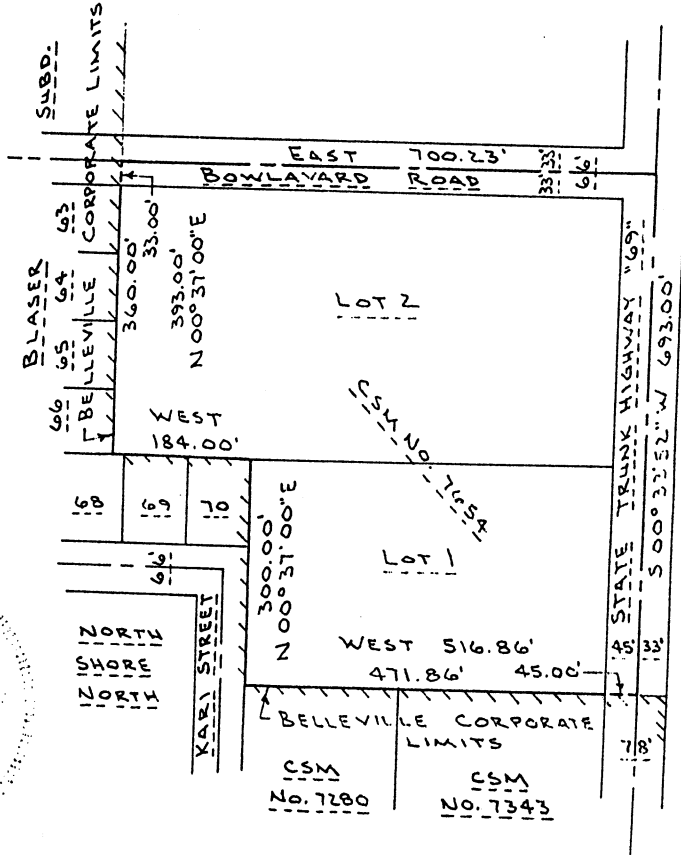 SUBD.
CORPORATE LIMITS
EAST 700.23'
33' 33'
66'
BOWLAVARD ROAD
BLASER
63
64
65
66
BELLEVILLE
360.00'
33.00'
393.00'
N 00°37'00"E
LOT 2
STATE TRUNK HIGHWAY "69"
S 00°33'52"W 693.00'
WEST
184.00'
CSM No. 7654
68
69
70
66'
300.00'
N 00°37'00"E
LOT 1
KARI STREET
NORTH
SHORE
NORTH
WEST 516.86'
45' 33'
471.86' 45.00'
BELLEVILLE CORPORATE
LIMITS
78'
CSM
No. 7280
CSM
NO. 7343